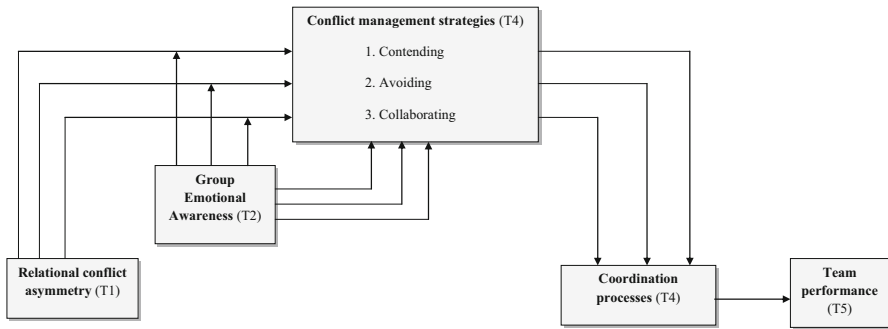 Conflict management strategies (T4)
1. Contending
2. Avoiding
3. Collaborating
Group
Emotional
Awareness (T2)
Relational conflict
asymmetry (T1)
Coordination
processes (T4)
Team
performance
(T5)